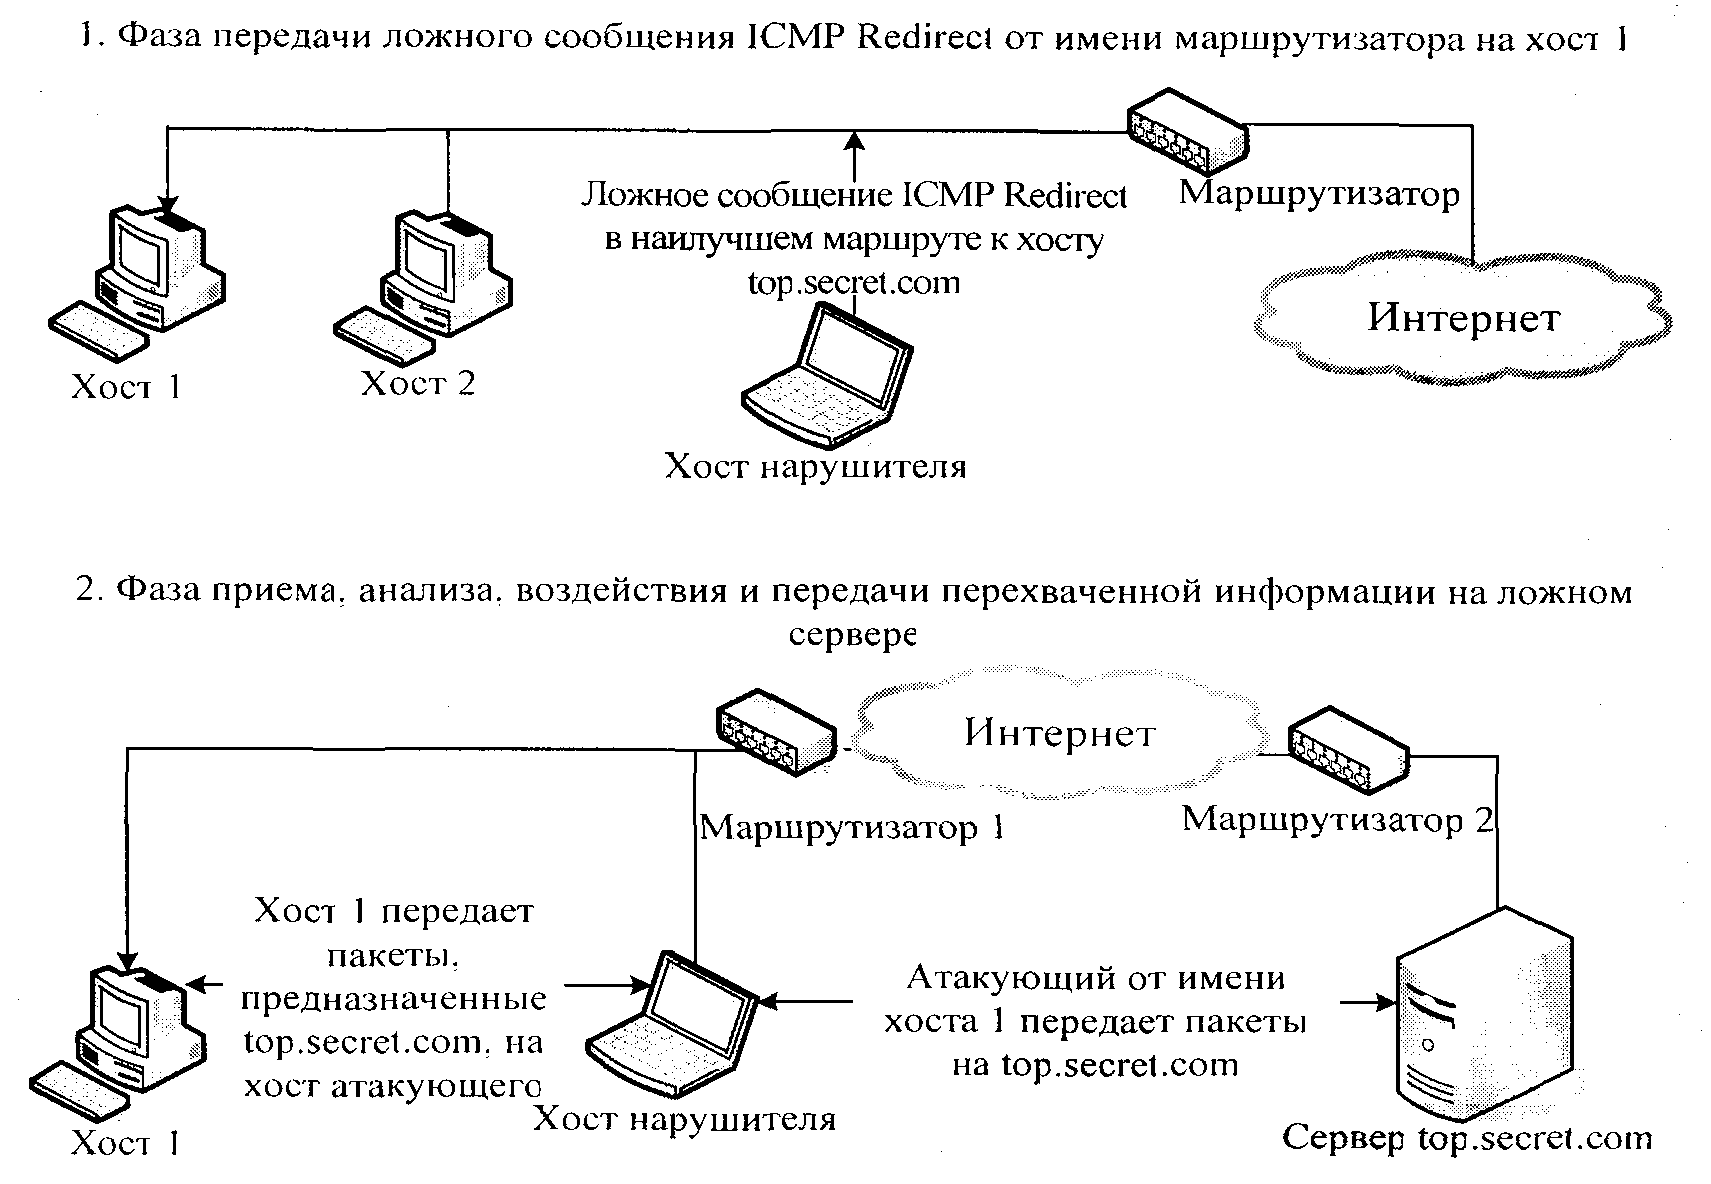 1. Фаза передачи ложного сообщения ICMP Redirect от имени маршрутизатора на хост 1
Ложное сообщение ICMP Redirect
в наилучшем маршруте к хосту
top.secret.com
Маршрутизатор
Интернет
Хост 1
Хост 2
Хост нарушителя
2. Фаза приема, анализа, воздействия и передачи перехваченной информации на ложном
сервере
Интернет
Маршрутизатор 1
Маршрутизатор 2
Хост 1 передает
пакеты,
предназначенные
top.secret.com, на
хост атакующего
Атакующий от имени
хоста 1 передает пакеты
на top.secret.com
Хост 1
Хост нарушителя
Сервер top.secret.com